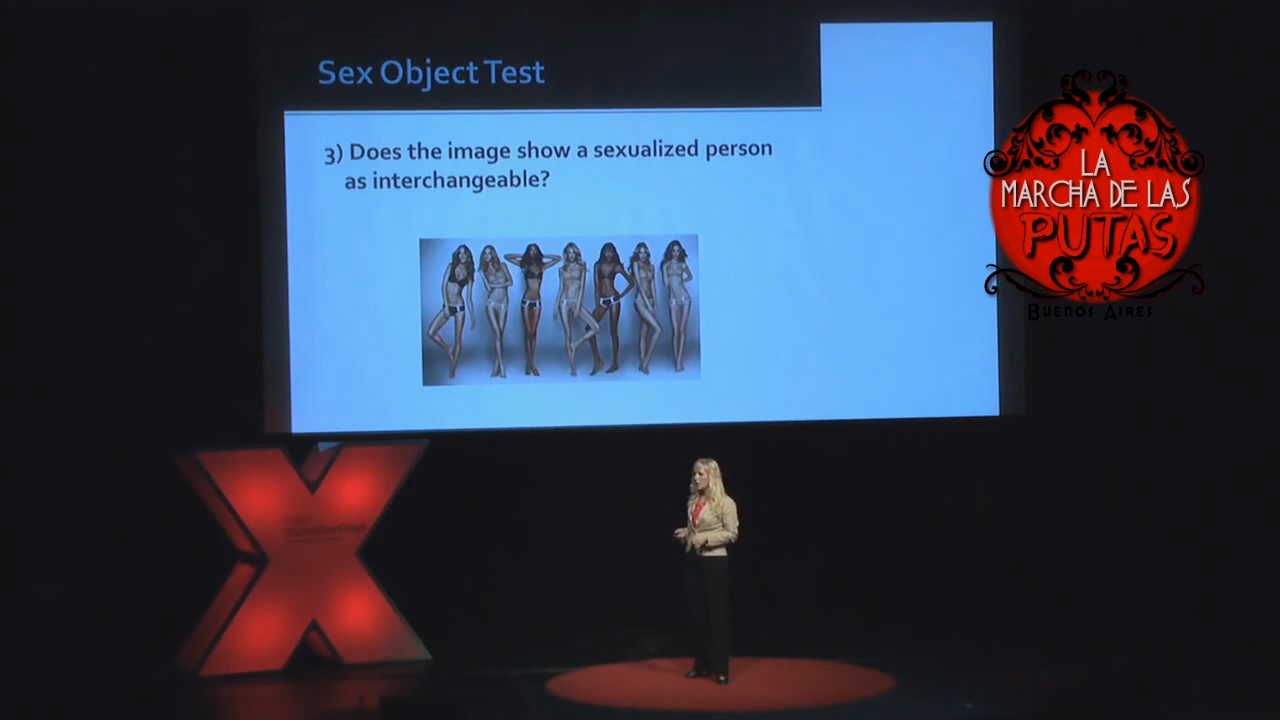 Sex Object Test
3) Does the image show a sexualized person
as interchangeable?
LA
MARCHA DE LAS
PUTAS
BUENOS AIRES